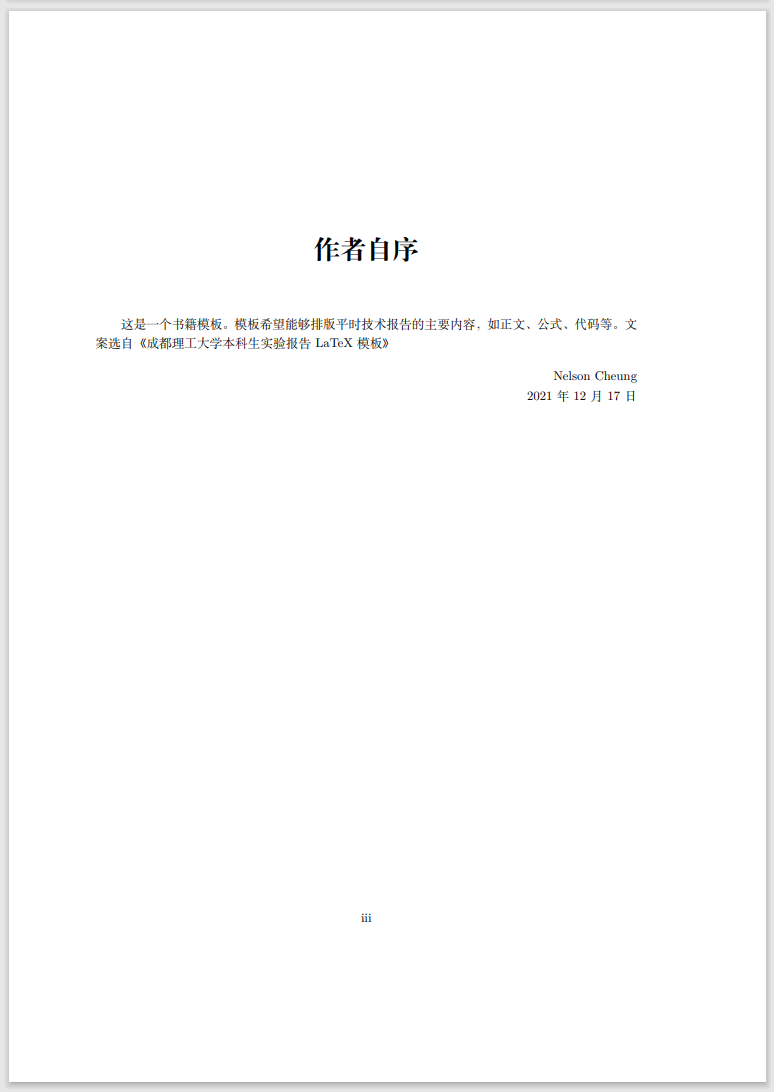 作者自序
这是一个书籍模板。模板希望能够排版平时技术报告的主要内容，如正文、公式、代码等。文
案选自《成都理工大学本科生实验报告 LaTeX 模板》
Nelson Cheung
2021 年 12 月 17 日
iii